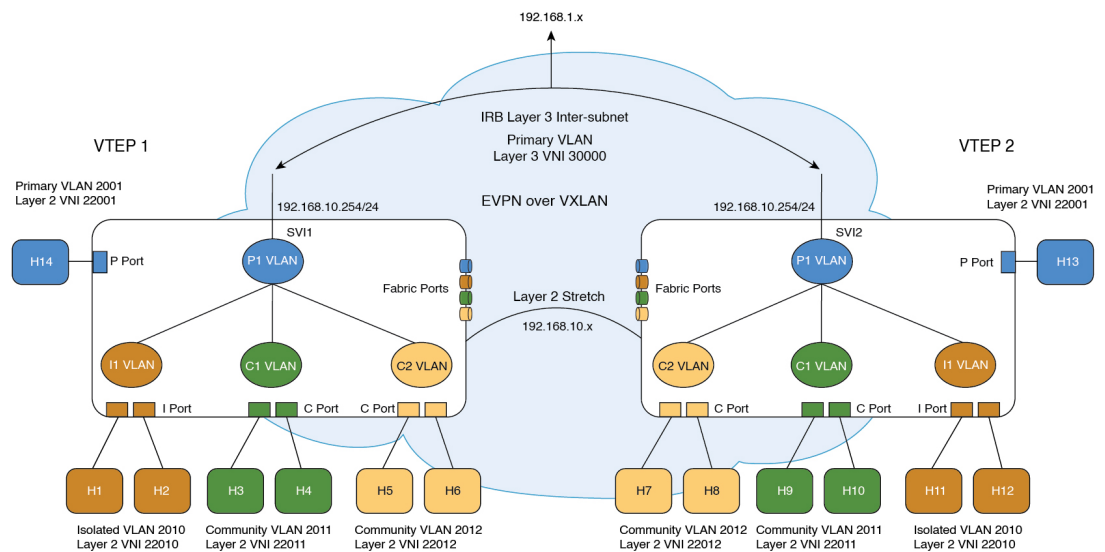 192.168.1.x
IRB Layer 3 Inter-subnet
Primary VLAN
Layer 3 VNI 30000
VTEP 1
VTEP 2
Primary VLAN 2001
Layer 2 VNI 22001
Primary VLAN 2001
Layer 2 VNI 22001
192.168.10.254/24
EVPN over VXLAN
192.168.10.254/24
SVI1
SVI2
H14
P Port
P1 VLAN
P1 VLAN
P Port
H13
Fabric Ports
Fabric Ports
Layer 2 Stretch
192.168.10.x
I1 VLAN
C1 VLAN
C2 VLAN
C2 VLAN
C1 VLAN
I1 VLAN
I Port
C Port
C Port
C Port
C Port
I Port
H1
H2
H3
H4
H5
H6
H7
H8
H9
H10
H11
H12
Isolated VLAN 2010
Layer 2 VNI 22010
Community VLAN 2011
Layer 2 VNI 22011
Community VLAN 2012
Layer 2 VNI 22012
Community VLAN 2012
Layer 2 VNI 22012
Community VLAN 2011
Layer 2 VNI 22011
Isolated VLAN 2010
Layer 2 VNI 22010